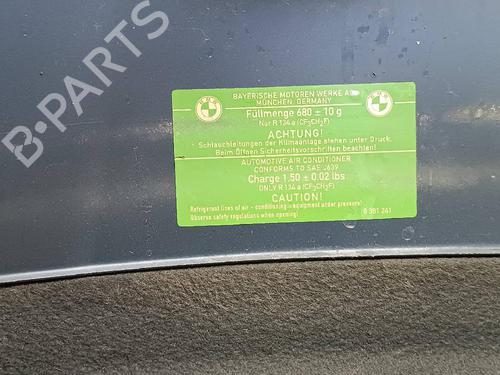 B-PARTS
BAYERISCHE MOTOREN WERKE AG
MÜNCHEN, GERMANY
Füllmenge 680 ± 10 g
Nur R 134 a (CF3CH2F)
ACHTUNG!
Schlauchleitungen der Klimaanlage stehen unter Druck.
Beim Öffnen Sicherheitsvorschriften beachten!
AUTOMOTIVE AIR CONDITIONER
CONFORMS TO SAE J639
Charge 1.50 ± 0.02 lbs
ONLY R 134 a (CF3CH2F)
CAUTION!
Refrigerant lines of air - conditioning - equipment under pressure!
Observe safety regulations when opening!
8 381 261